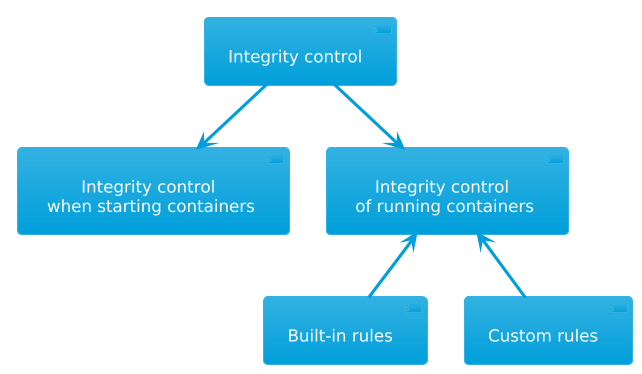 Integrity control
Integrity control
when starting containers
Integrity control
of running containers
Built-in rules
Custom rules